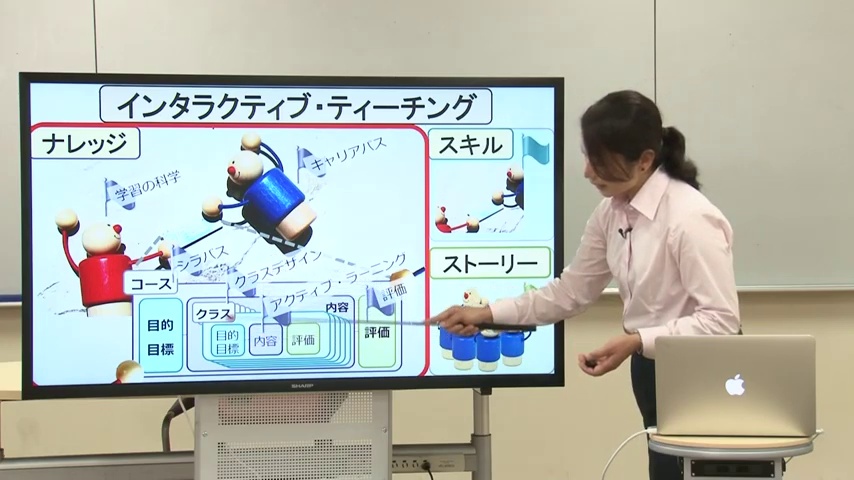 インタラクティブ・ティーチング
ナレッジ
スキル
キャリアパス
学習の科学
シラバス
クラスデザイン
アクティブ・ラーニング
評価
ストーリー
コース
目的
目標
クラス
内容
目的
目標
内容
評価
評価
SHARP